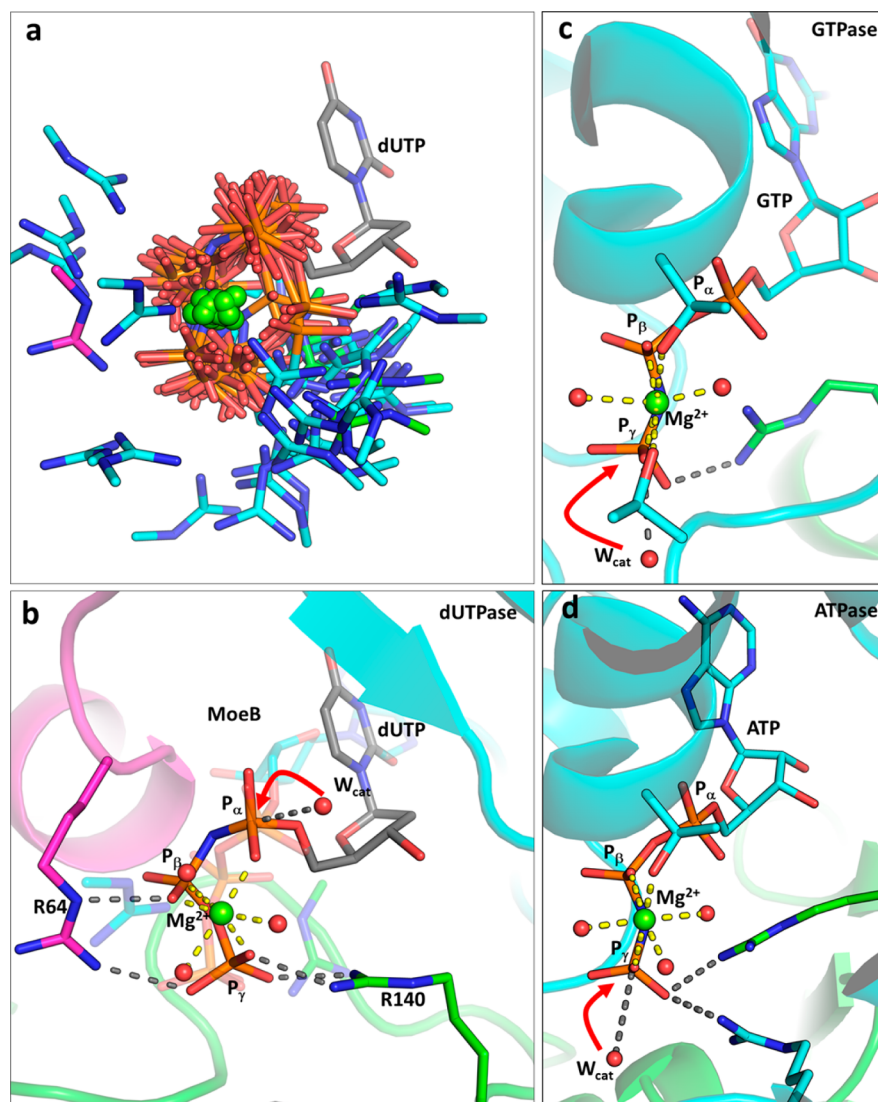 a
dUTP
b
dUTPase
MoeB
dUTP
Wcat
Pα
Pβ
R64
Mg2+
Pγ
R140
c
GTPase
GTP
Pα
Pβ
Mg2+
Pγ
Wcat
d
ATPase
ATP
Pα
Pβ
Mg2+
Pγ
Wcat